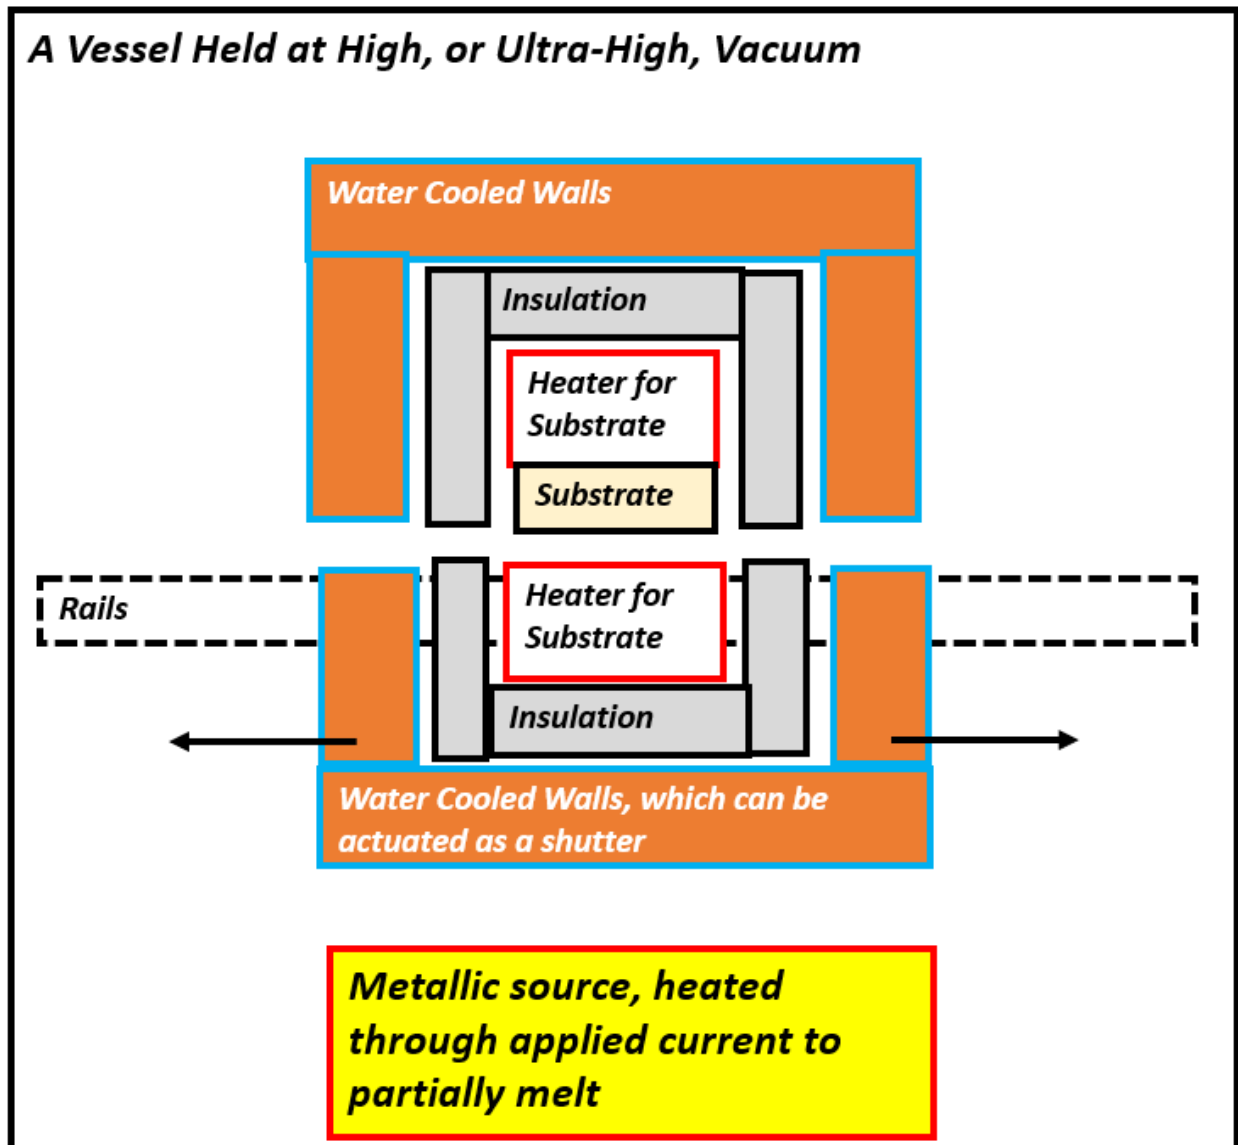 A Vessel Held at High, or Ultra-High, Vacuum
Water Cooled Walls
Insulation
Heater for
Substrate
Substrate
Heater for
Substrate
Rails
Insulation
Water Cooled Walls, which can be
actuated as a shutter
Metallic source, heated
through applied current to
partially melt